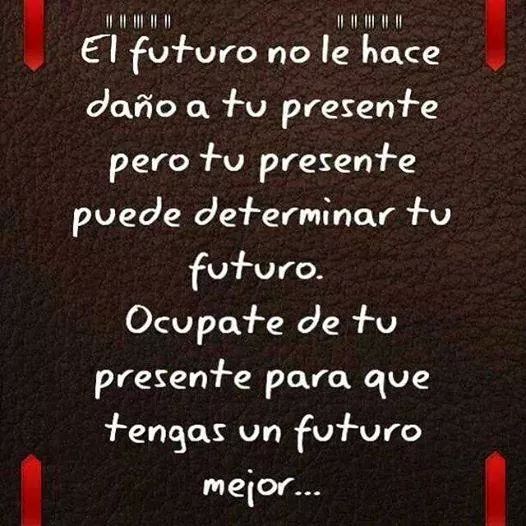 El futuro no le hace
daño a tu presente
pero tu presente
puede determinar tu
futuro.
Ocupate de tu
presente para que
tengas un futuro
mejor...